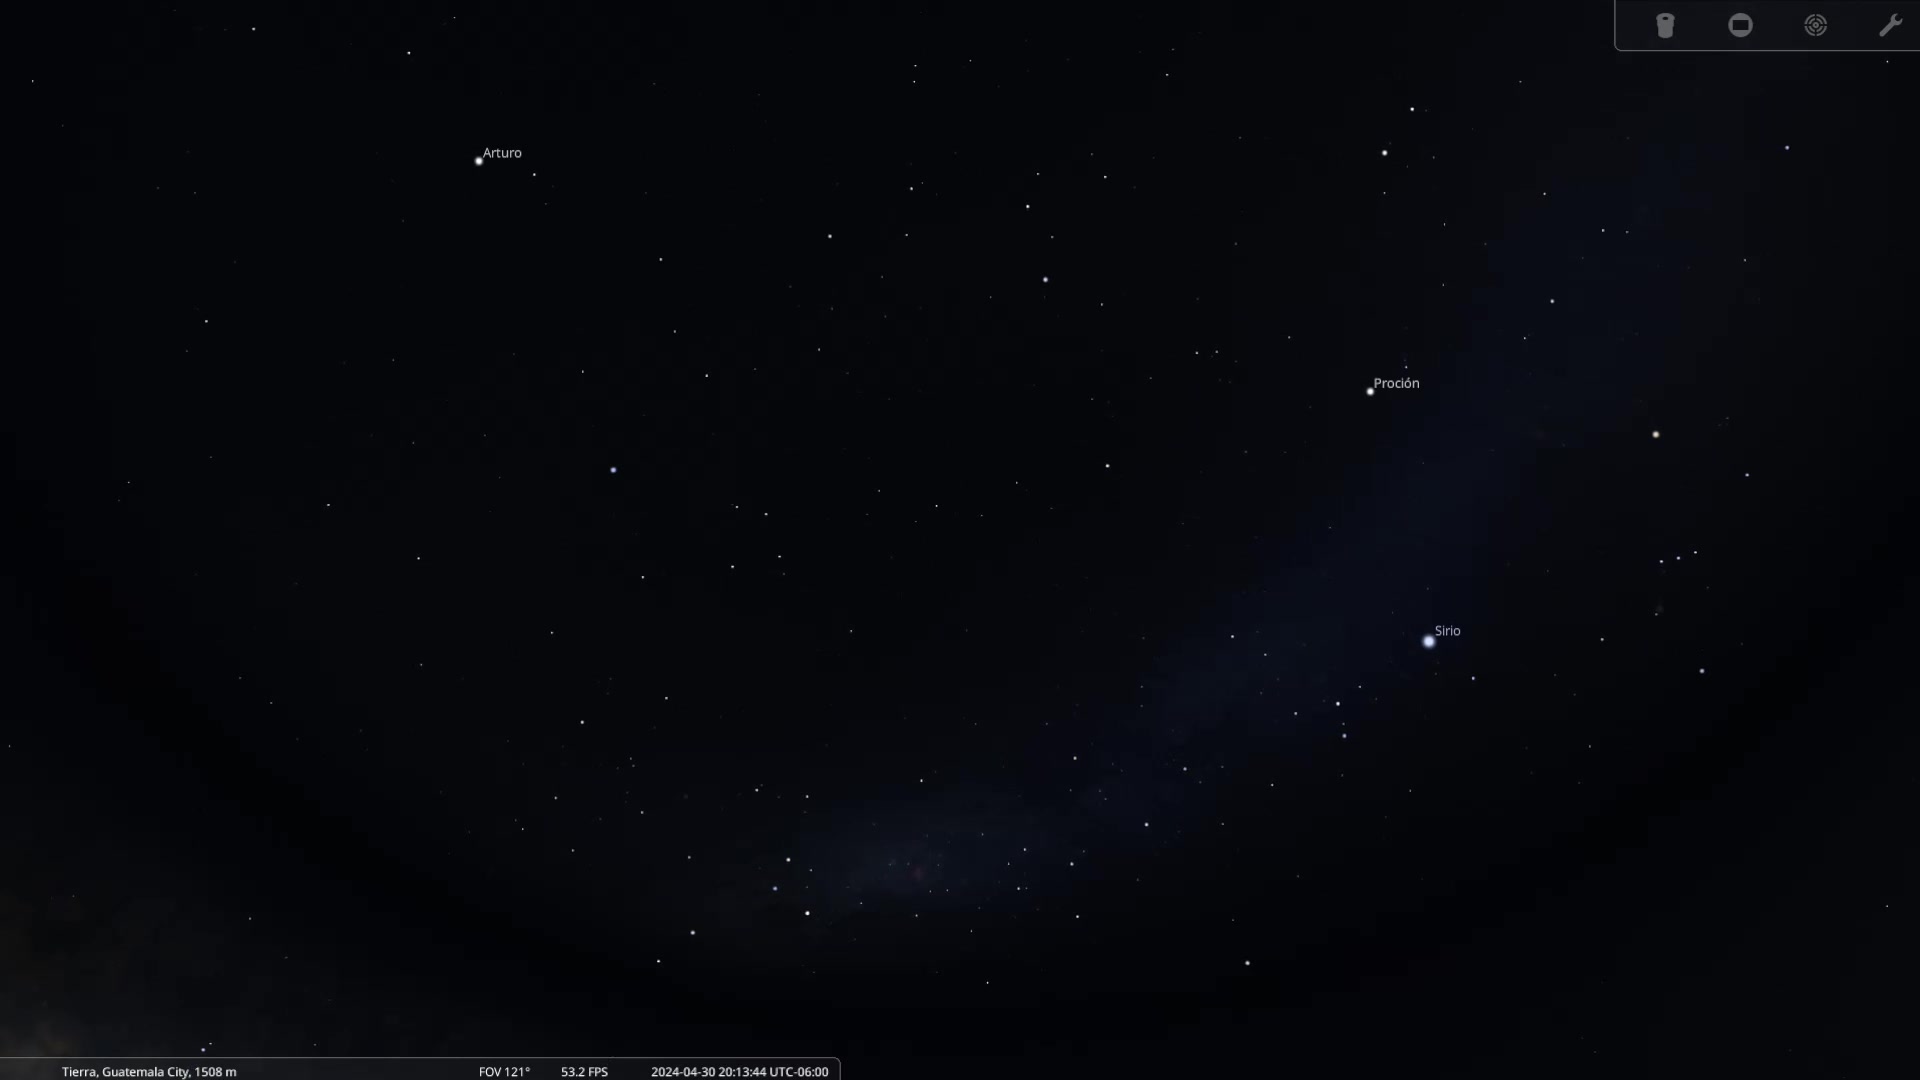 Arturo
Proción
Sirio
Tierra, Guatemala City, 1508 m FOV 121° 53.2 FPS 2024-04-30 20:13:44 UTC-06:00